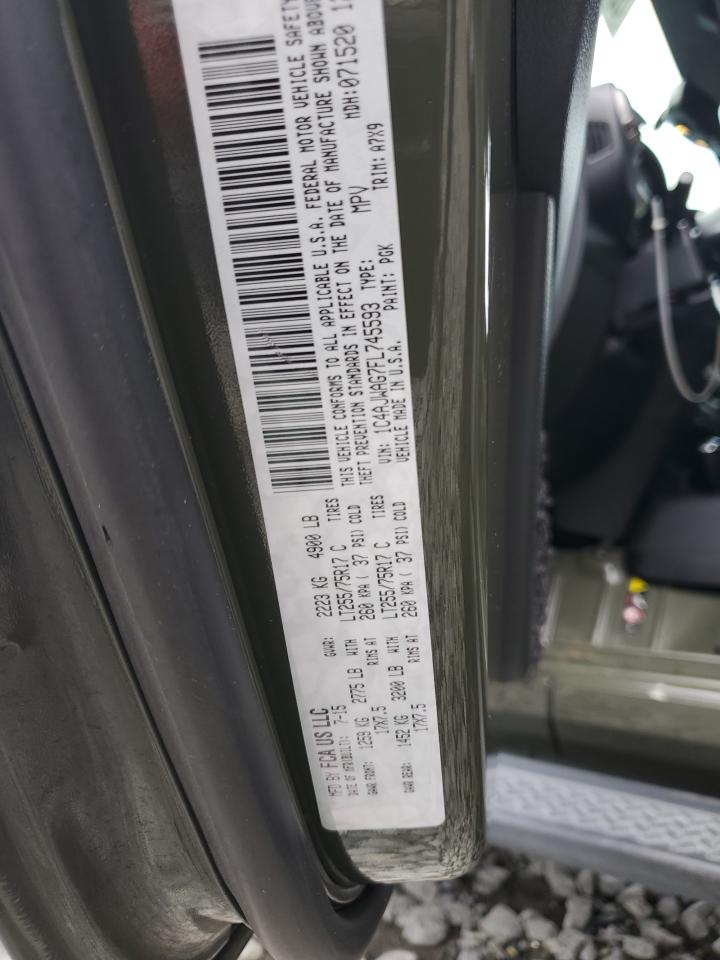 MFD BY FCA US LLC
DATE OF MFR(BUILT): 7-15 GVWR: 2223 KG 4900 LB
GAWR FRONT: 1259 KG 2775 LB WITH LT255/75R17 C TIRES
17X7.5 RIMS AT 260 KPA ( 37 PSI) COLD
GAWR REAR: 1452 KG 3200 LB WITH LT255/75R17 C TIRES
17X7.5 RIMS AT 260 KPA ( 37 PSI) COLD
THIS VEHICLE CONFORMS TO ALL APPLICABLE U.S.A. FEDERAL MOTOR VEHICLE SAFETY
THEFT PREVENTION STANDARDS IN EFFECT ON THE DATE OF MANUFACTURE SHOWN ABOVE
VIN: 1C4AJWAG7FL745593 TYPE: MPV MDH:071520
VEHICLE MADE IN U.S.A. PAINT: PGK TRIM: A7X9